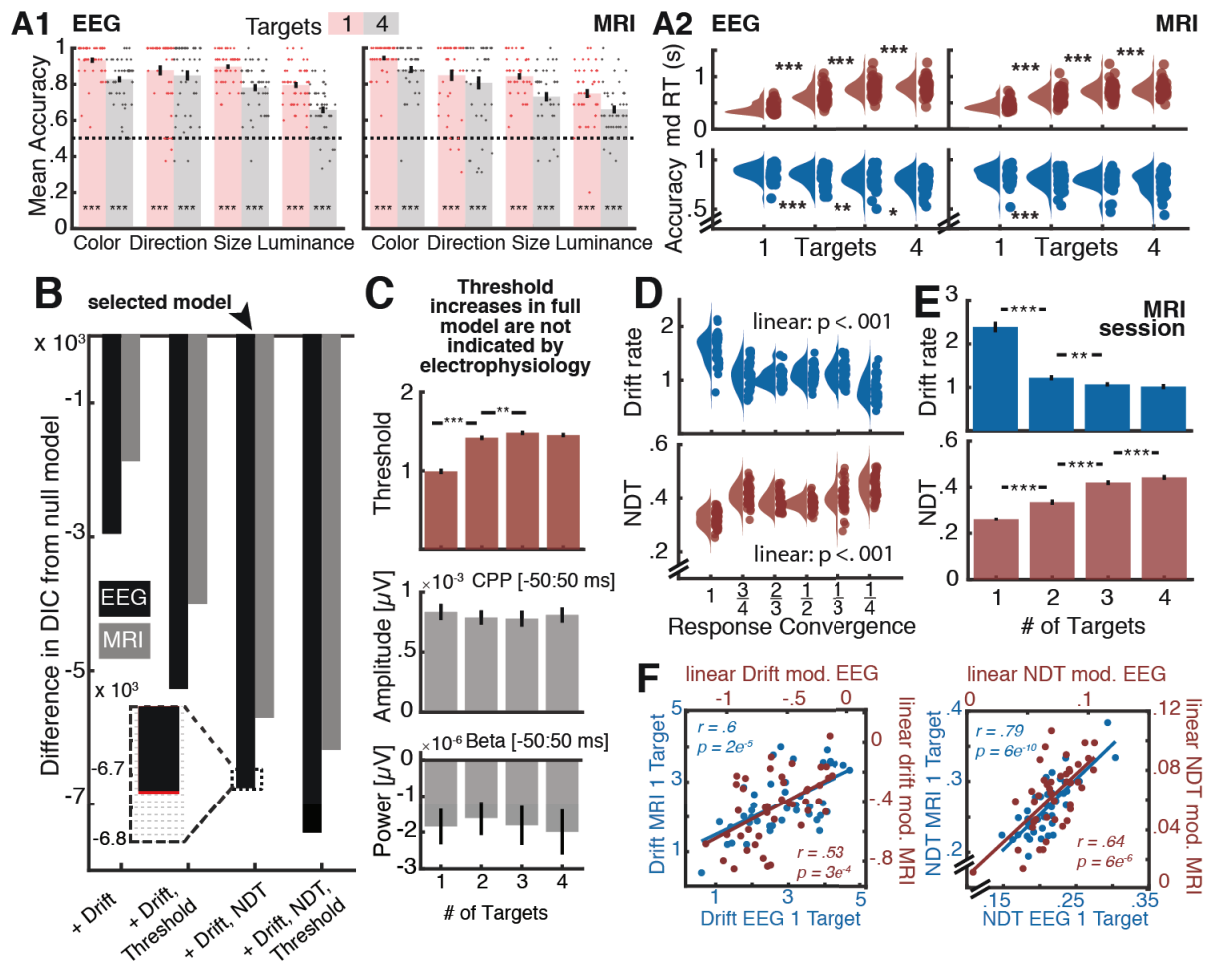 A1 EEG Targets 1 4 MRI
Mean Accuracy
1
.8
.6
.4
.2
0
*** *** *** *** *** *** *** ***
*** *** *** *** *** *** *** ***
Color Direction Size Luminance
Color Direction Size Luminance
A2 EEG MRI
md RT (s)
1
0
*** *** ***
*** *** ***
Accuracy
1
.5
*** ** *
***
1 Targets 4
1 Targets 4
B
selected model
x 10³
Difference in DIC from null model
-1
-3
-5
-7
EEG
MRI
x 10³
-6.7
-6.8
+ Drift
+ Drift,
Threshold
+ Drift, NDT
+ Drift, NDT,
Threshold
C
Threshold
increases in full
model are not
indicated by
electrophysiology
Threshold
2
1
*** **
×10⁻³ CPP [-50:50 ms]
Amplitude [µV]
1
.5
0
×10⁻⁶ Beta [-50:50 ms]
Power [µV]
0
-1
-2
-3
1 2 3 4
# of Targets
D
Drift rate
2
1
linear: p <. 001
NDT
.6
.4
.2
linear: p <.001
1 3/4 2/3 1/2 1/3 1/4
Response Convergence
E
MRI
session
Drift rate
3
2
1
0
*** **
NDT
.6
.4
.2
0
*** *** ***
1 2 3 4
# of Targets
F
linear Drift mod. EEG
-1 -.5 0
Drift MRI 1 Target
5
3
1
r = .6
p = 2e⁻⁵
r = .53
p = 3e⁻⁴
linear drift mod. MRI
0
-.4
-.8
1 3 5
Drift EEG 1 Target
linear NDT mod. EEG
0 .1
NDT MRI 1 Target
.4
.3
.2
r = .79
p = 6e⁻¹⁰
r = .64
p = 6e⁻⁶
linear NDT mod. MRI
.12
.08
.04
0
.15 .25 .35
NDT EEG 1 Target